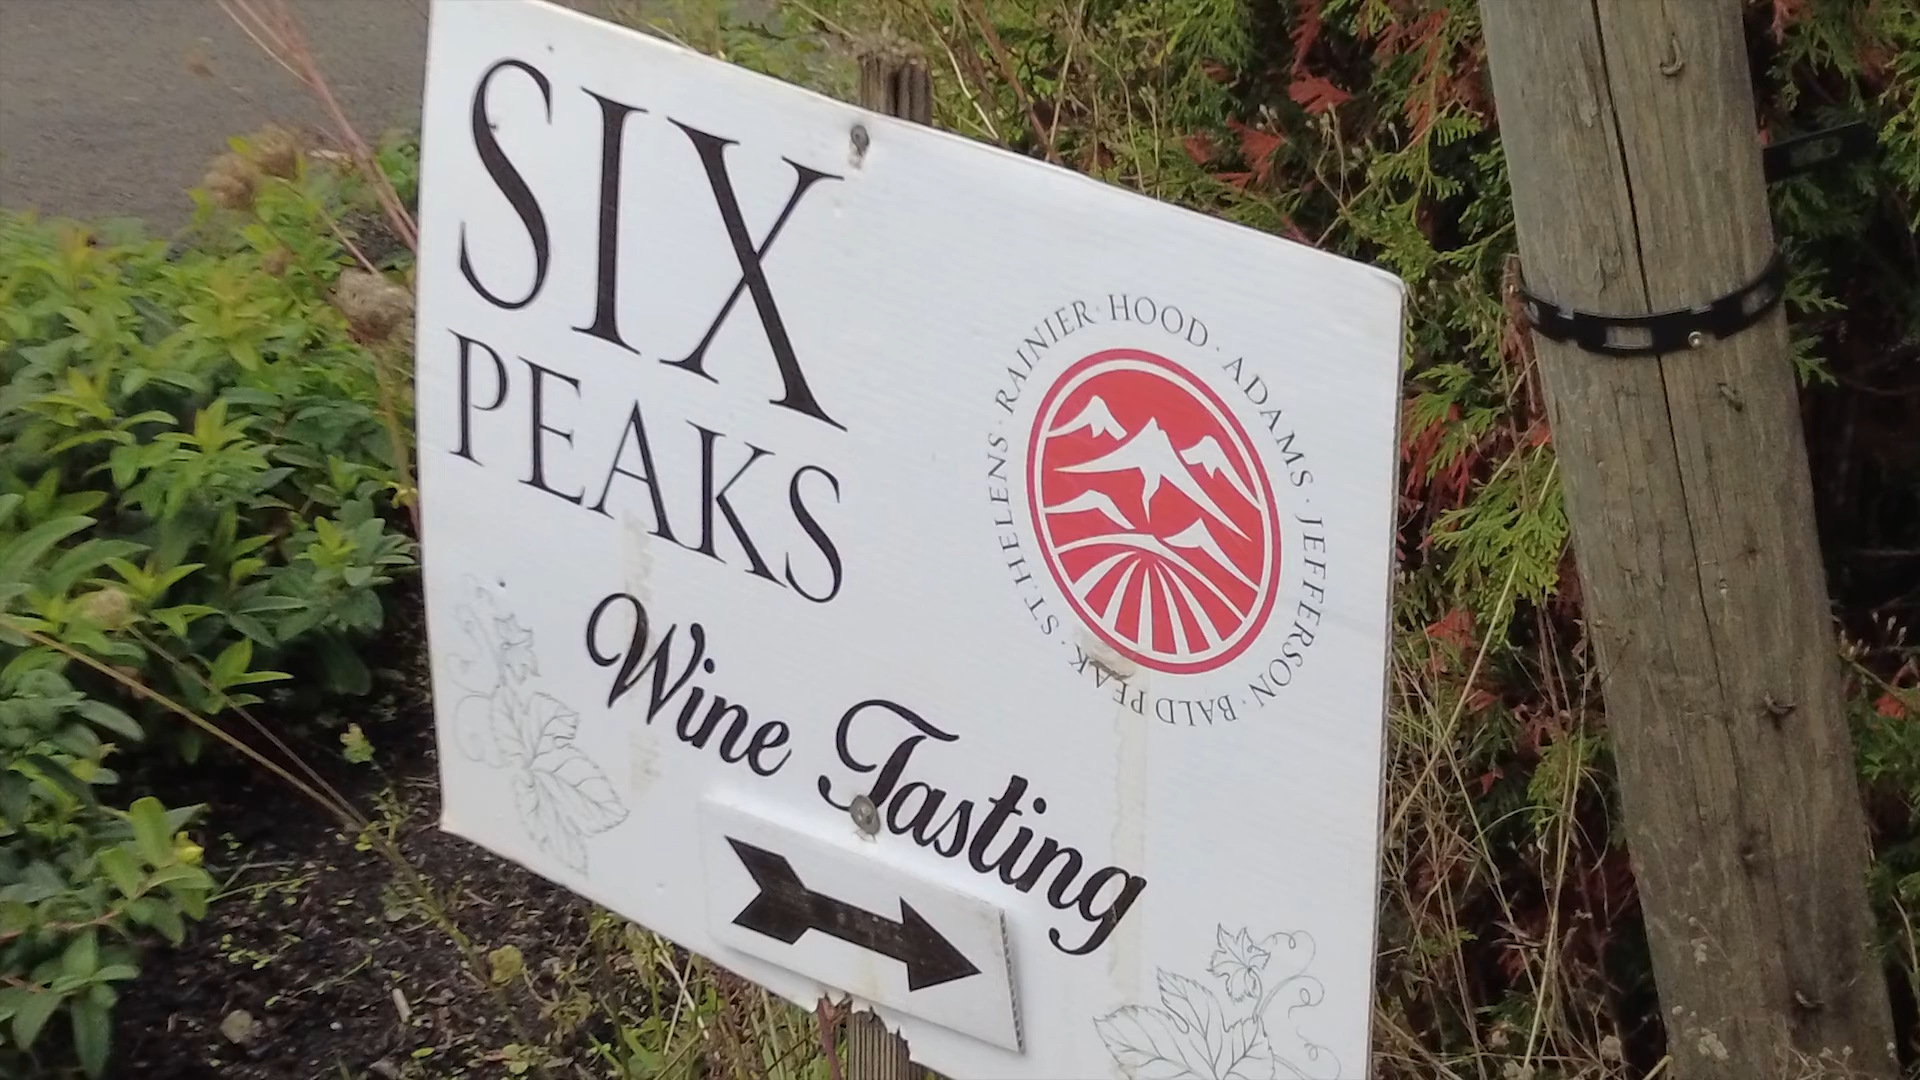 SIX
PEAKS
ST. HELENS · RAINIER · HOOD · ADAMS · JEFFERSON · BALD PEAK ·
Wine Tasting